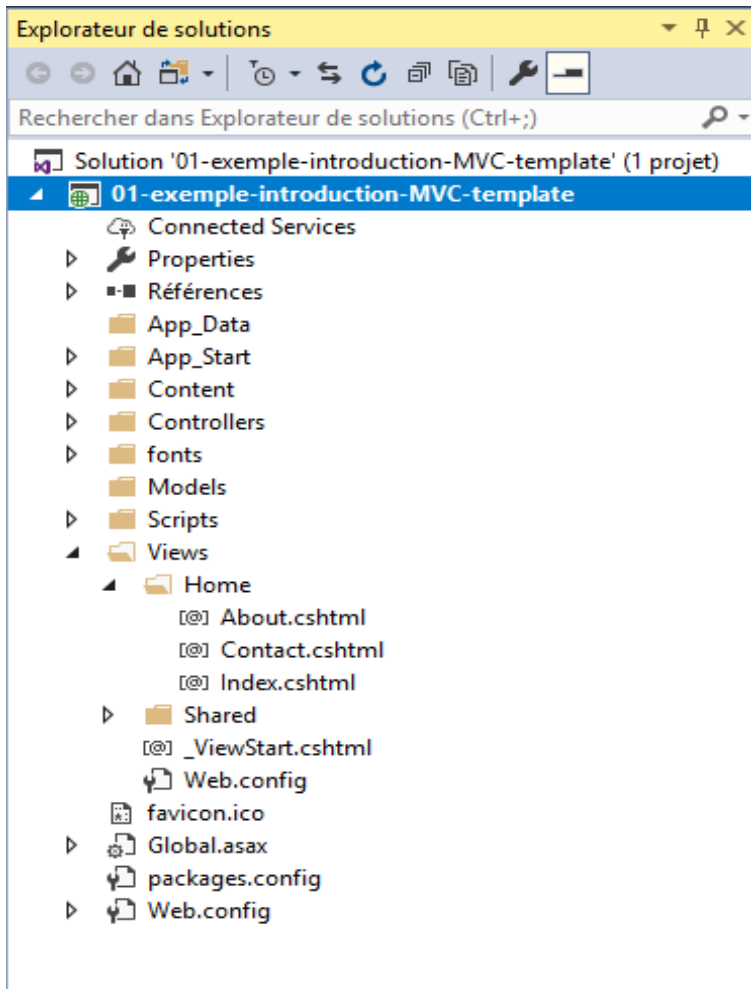 Explorateur de solutions
Rechercher dans Explorateur de solutions (Ctrl+;)
Solution '01-exemple-introduction-MVC-template' (1 projet)
01-exemple-introduction-MVC-template
Connected Services
Properties
Références
App_Data
App_Start
Content
Controllers
fonts
Models
Scripts
Views
Home
[@] About.cshtml
[@] Contact.cshtml
[@] Index.cshtml
Shared
[@] _ViewStart.cshtml
Web.config
favicon.ico
Global.asax
packages.config
Web.config